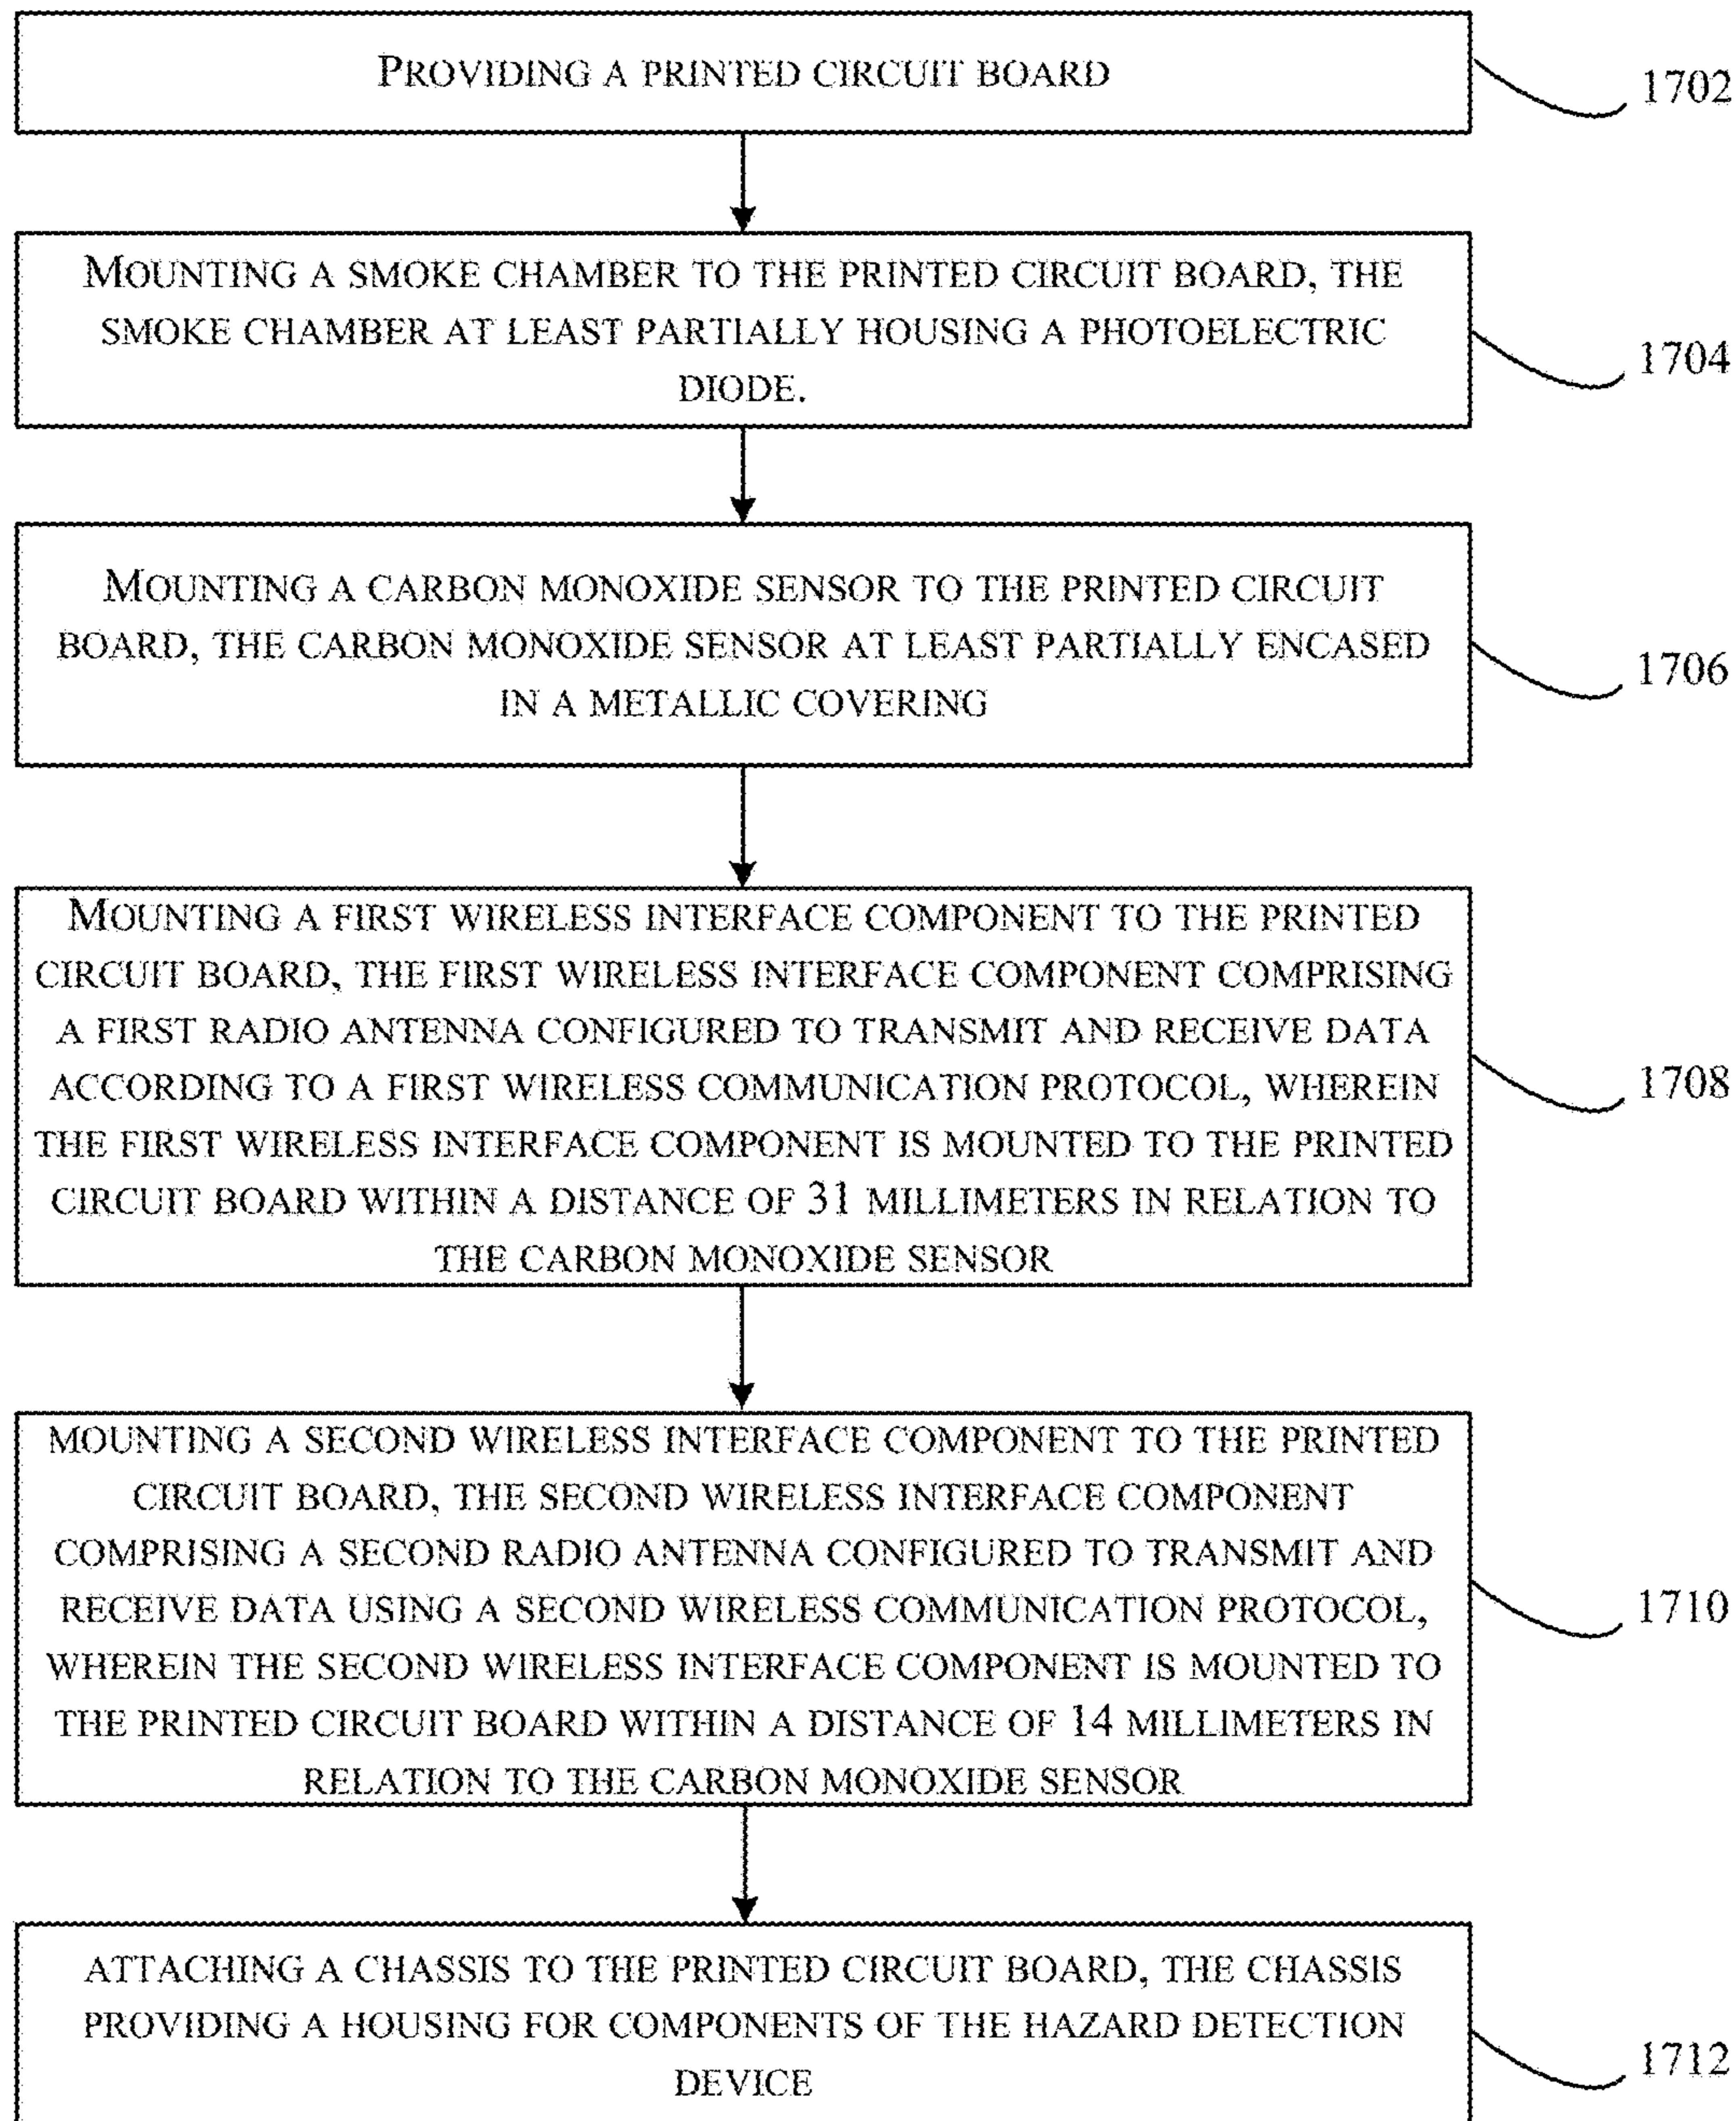 PROVIDING A PRINTED CIRCUIT BOARD
1702
MOUNTING A SMOKE CHAMBER TO THE PRINTED CIRCUIT BOARD, THE
SMOKE CHAMBER AT LEAST PARTIALLY HOUSING A PHOTOELECTRIC
DIODE.
1704
MOUNTING A CARBON MONOXIDE SENSOR TO THE PRINTED CIRCUIT
BOARD, THE CARBON MONOXIDE SENSOR AT LEAST PARTIALLY ENCASED
IN A METALLIC COVERING
1706
MOUNTING A FIRST WIRELESS INTERFACE COMPONENT TO THE PRINTED
CIRCUIT BOARD, THE FIRST WIRELESS INTERFACE COMPONENT COMPRISING
A FIRST RADIO ANTENNA CONFIGURED TO TRANSMIT AND RECEIVE DATA
ACCORDING TO A FIRST WIRELESS COMMUNICATION PROTOCOL, WHEREIN
THE FIRST WIRELESS INTERFACE COMPONENT IS MOUNTED TO THE PRINTED
CIRCUIT BOARD WITHIN A DISTANCE OF 31 MILLIMETERS IN RELATION TO
THE CARBON MONOXIDE SENSOR
1708
MOUNTING A SECOND WIRELESS INTERFACE COMPONENT TO THE PRINTED
CIRCUIT BOARD, THE SECOND WIRELESS INTERFACE COMPONENT
COMPRISING A SECOND RADIO ANTENNA CONFIGURED TO TRANSMIT AND
RECEIVE DATA USING A SECOND WIRELESS COMMUNICATION PROTOCOL,
WHEREIN THE SECOND WIRELESS INTERFACE COMPONENT IS MOUNTED TO
THE PRINTED CIRCUIT BOARD WITHIN A DISTANCE OF 14 MILLIMETERS IN
RELATION TO THE CARBON MONOXIDE SENSOR
1710
ATTACHING A CHASSIS TO THE PRINTED CIRCUIT BOARD, THE CHASSIS
PROVIDING A HOUSING FOR COMPONENTS OF THE HAZARD DETECTION
DEVICE
1712